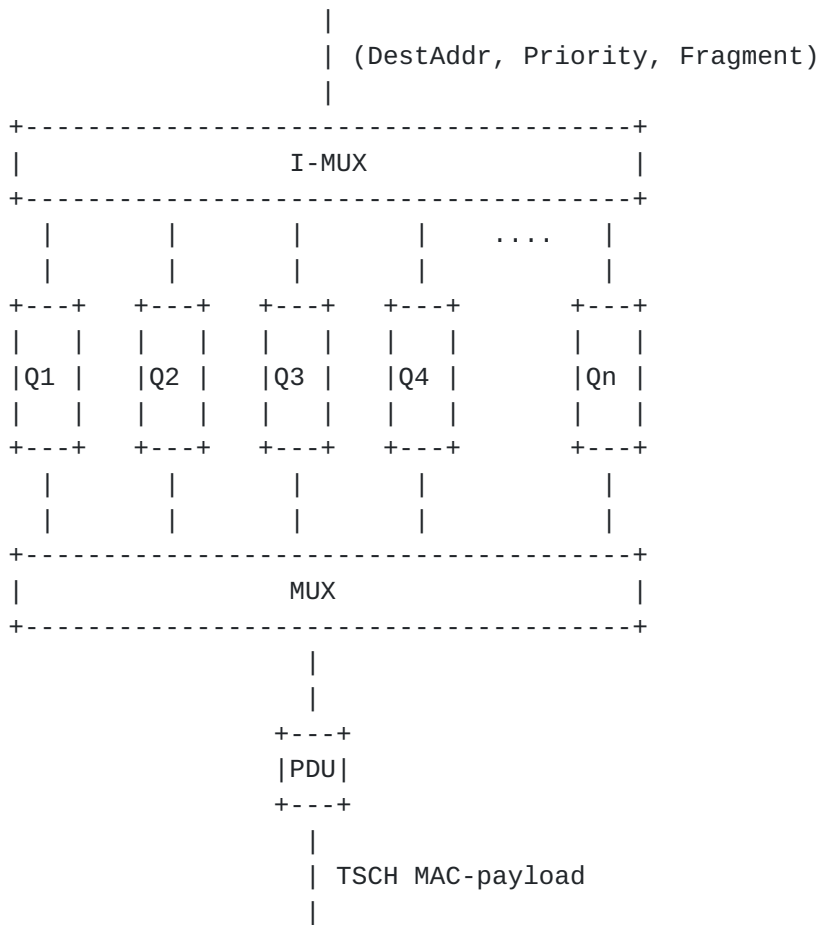 (DestAddr, Priority, Fragment)
I-MUX
....
Q1 Q2 Q3 Q4 Qn
MUX
PDU
TSCH MAC-payload